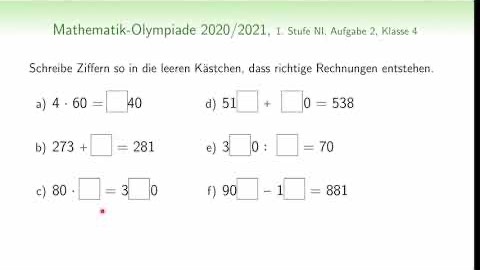 Mathematik-Olympiade 2020/2021, I. Stufe NI, Aufgabe 2, Klasse 4
Schreibe Ziffern so in die leeren Kästchen, dass richtige Rechnungen entstehen.
a) 4 · 60 = □40
d) 51□ + □0 = 538
b) 273 + □ = 281
e) 3□0 : □ = 70
c) 80 · □ = 3□0
f) 90□ − 1□ = 881